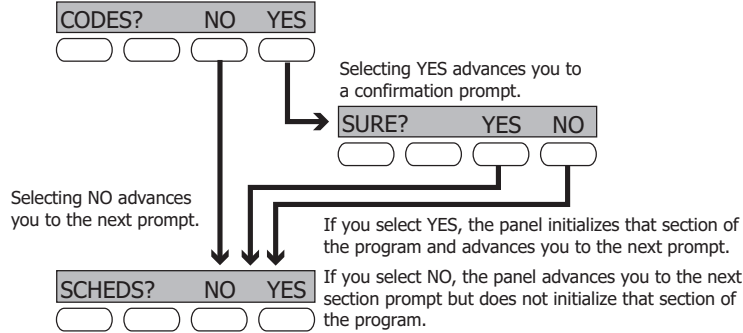 CODES? NO YES
Selecting YES advances you to
a confirmation prompt.
SURE? YES NO
Selecting NO advances
you to the next prompt.
If you select YES, the panel initializes that section of
the program and advances you to the next prompt.
SCHEDS? NO YES
If you select NO, the panel advances you to the next
section prompt but does not initialize that section of
the program.